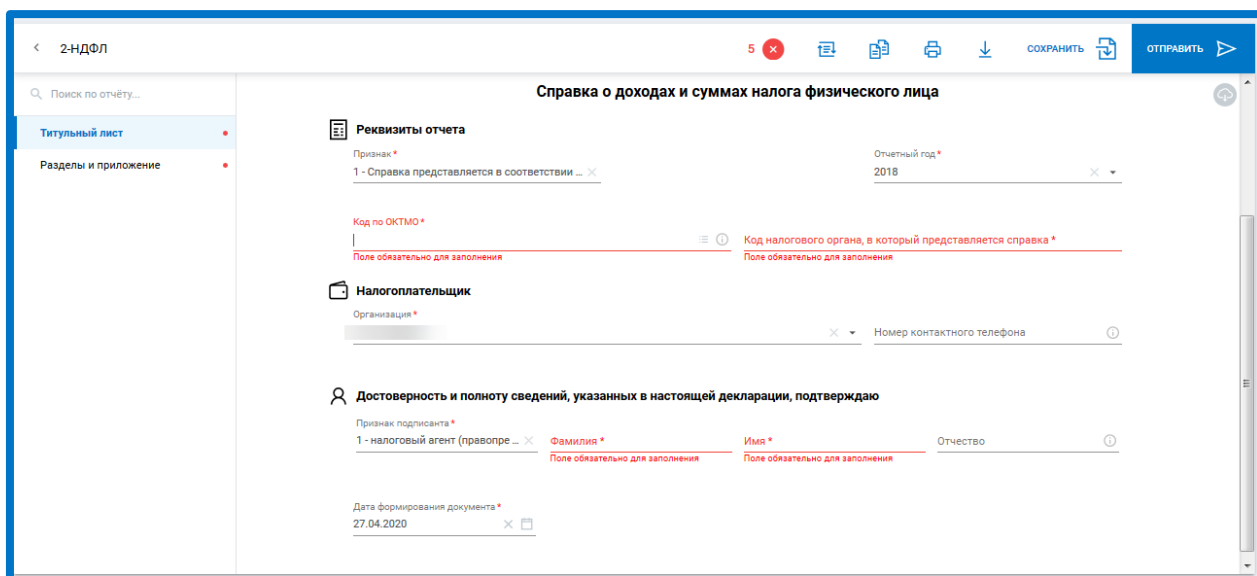 2-НДФЛ
5
СОХРАНИТЬ
ОТПРАВИТЬ
Поиск по отчёту...
Титульный лист
Разделы и приложение
Справка о доходах и суммах налога физического лица
Реквизиты отчета
Признак *
Отчетный год *
1 - Справка представляется в соответствии ...
2018
Код по ОКТМО *
Код налогового органа, в который представляется справка *
Поле обязательно для заполнения
Поле обязательно для заполнения
Налогоплательщик
Организация *
Номер контактного телефона
Достоверность и полноту сведений, указанных в настоящей декларации, подтверждаю
Признак подписанта *
1 - налоговый агент (правопре ...
Фамилия *
Имя *
Отчество
Поле обязательно для заполнения
Поле обязательно для заполнения
Дата формирования документа *
27.04.2020